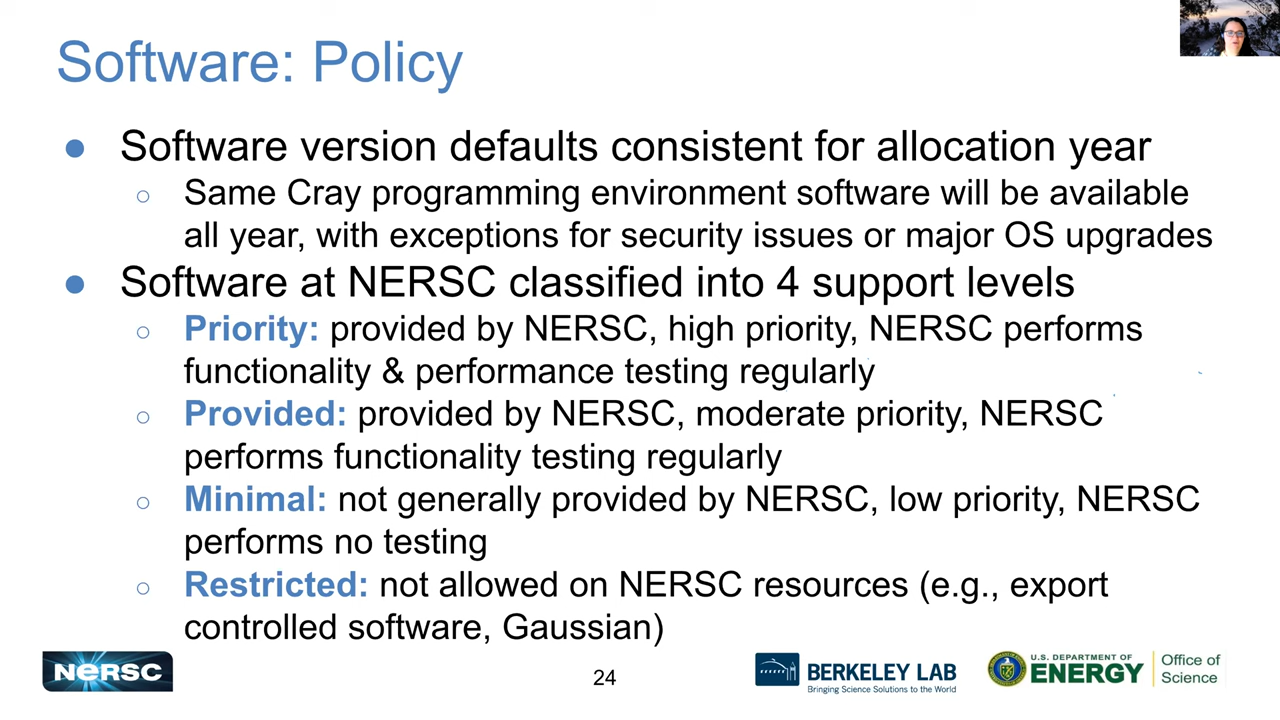 Software: Policy
● Software version defaults consistent for allocation year
○ Same Cray programming environment software will be available
all year, with exceptions for security issues or major OS upgrades
● Software at NERSC classified into 4 support levels
○ Priority: provided by NERSC, high priority, NERSC performs
functionality & performance testing regularly
○ Provided: provided by NERSC, moderate priority, NERSC
performs functionality testing regularly
○ Minimal: not generally provided by NERSC, low priority, NERSC
performs no testing
○ Restricted: not allowed on NERSC resources (e.g., export
controlled software, Gaussian)
NERSC
24
BERKELEY LAB
Bringing Science Solutions to the World
U.S. DEPARTMENT OF
ENERGY
Office of
Science